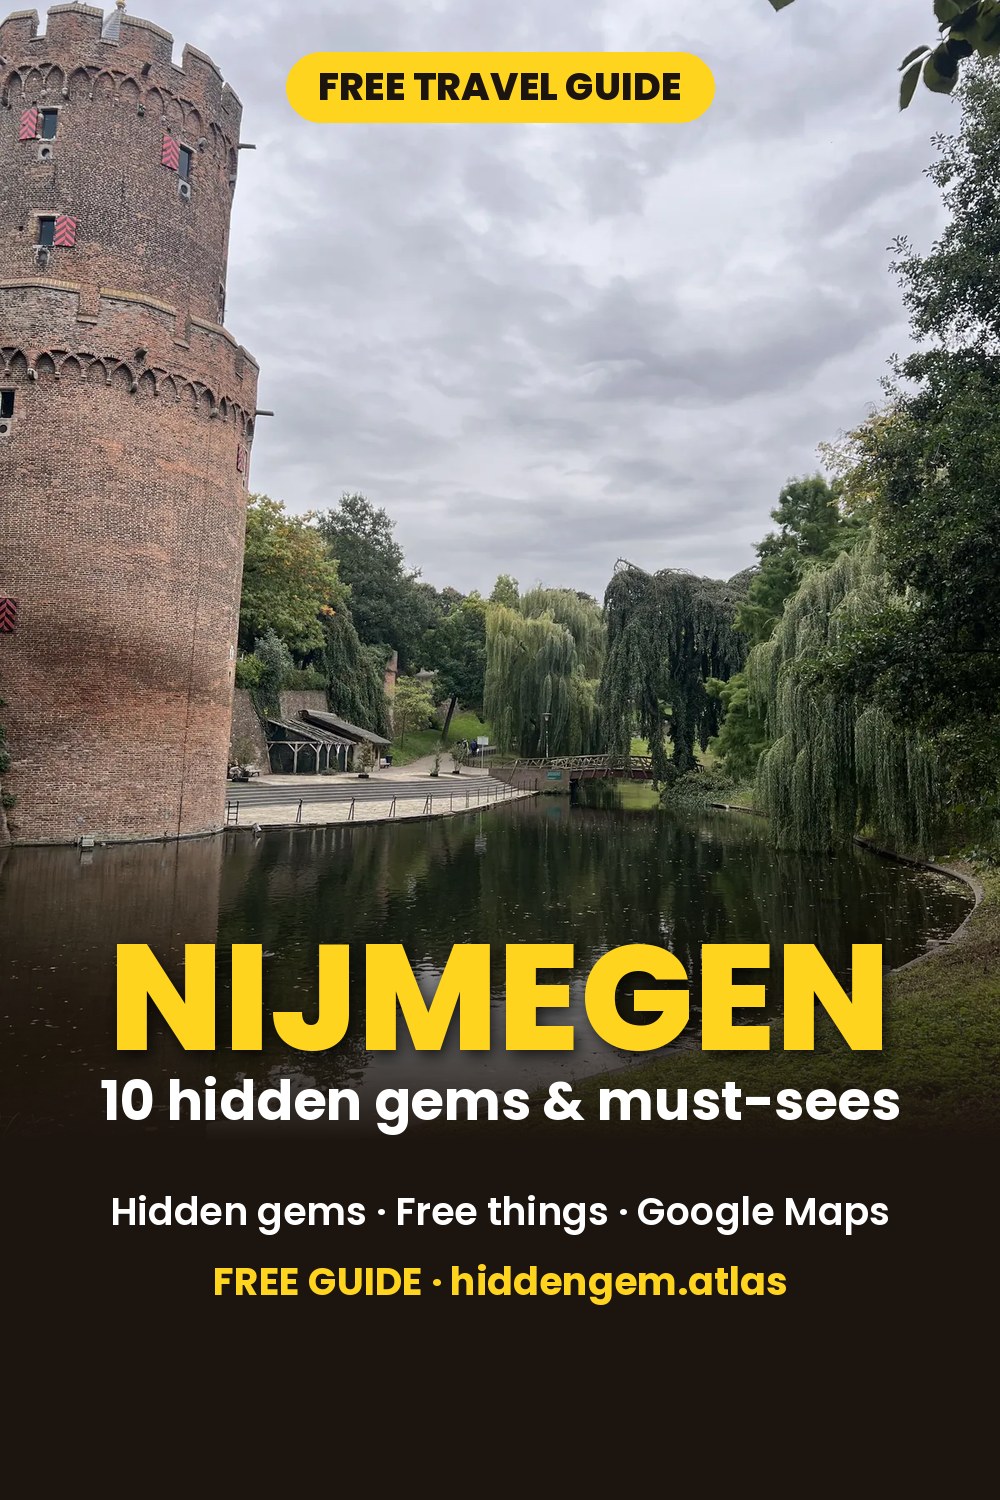 FREE TRAVEL GUIDE
NIJMEGEN
10 hidden gems & must-sees
Hidden gems · Free things · Google Maps
FREE GUIDE · hiddengem.atlas